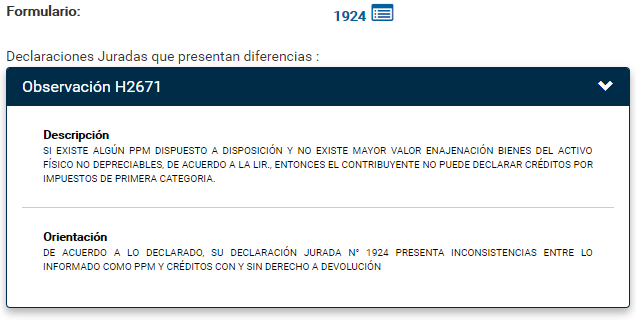 Formulario:
1924
Declaraciones Juradas que presentan diferencias :
Observación H2671
Descripción
SI EXISTE ALGÚN PPM DISPUESTO A DISPOSICIÓN Y NO EXISTE MAYOR VALOR ENAJENACIÓN BIENES DEL ACTIVO
FÍSICO NO DEPRECIABLES, DE ACUERDO A LA LIR., ENTONCES EL CONTRIBUYENTE NO PUEDE DECLARAR CRÉDITOS POR
IMPUESTOS DE PRIMERA CATEGORIA.
Orientación
DE ACUERDO A LO DECLARADO, SU DECLARACIÓN JURADA N° 1924 PRESENTA INCONSISTENCIAS ENTRE LO
INFORMADO COMO PPM Y CRÉDITOS CON Y SIN DERECHO A DEVOLUCIÓN